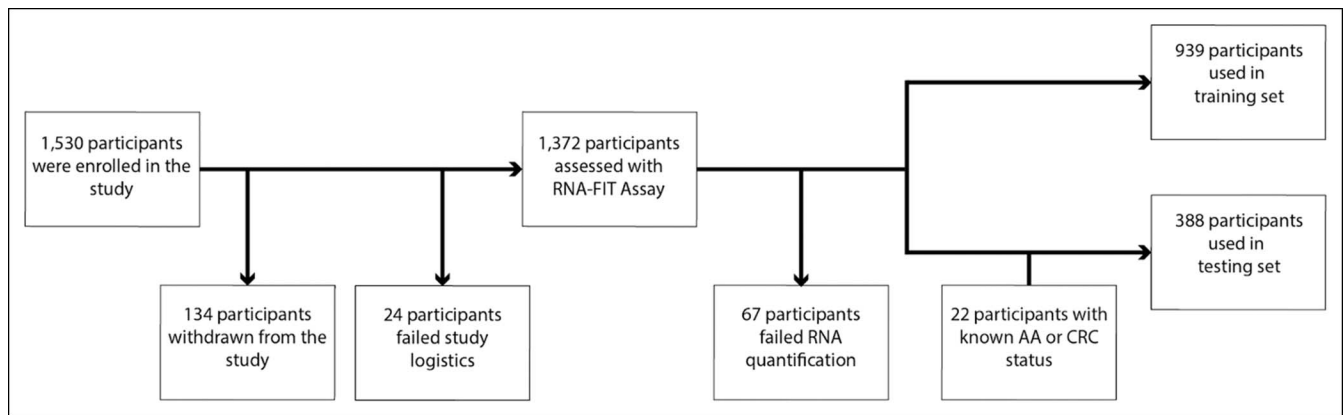 1,530 participants
were enrolled in the
study
134 participants
withdrawn from the
study
24 participants
failed study
logistics
1,372 participants
assessed with
RNA-FIT Assay
67 participants
failed RNA
quantification
22 participants with
known AA or CRC
status
939 participants
used in
training set
388 participants
used in
testing set